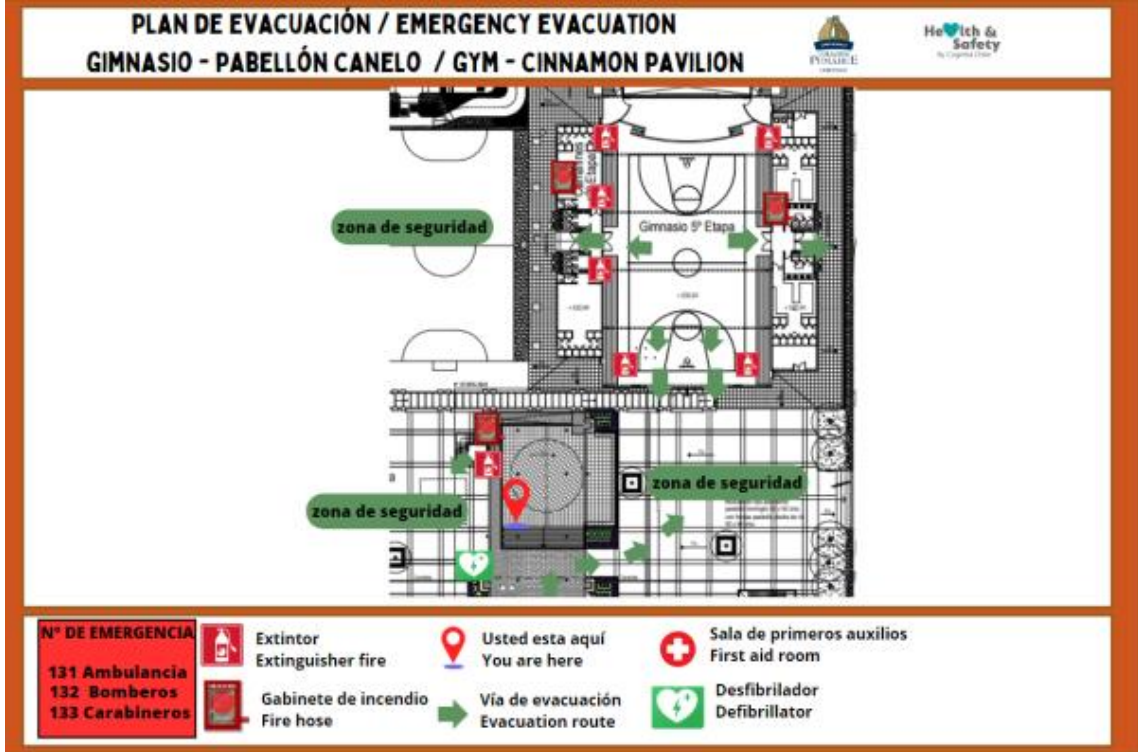 PLAN DE EVACUACIÓN / EMERGENCY EVACUATION
GIMNASIO - PABELLÓN CANELO / GYM - CINNAMON PAVILION
Health &
Safety
zona de seguridad
Gimnasio 5º Etapa
zona de seguridad
zona de seguridad
Nº DE EMERGENCIA
131 Ambulancia
132 Bomberos
133 Carabineros
Extintor
Extinguisher fire
Gabinete de incendio
Fire hose
Usted esta aquí
You are here
Vía de evacuación
Evacuation route
Sala de primeros auxilios
First aid room
Desfibrilador
Defibrillator